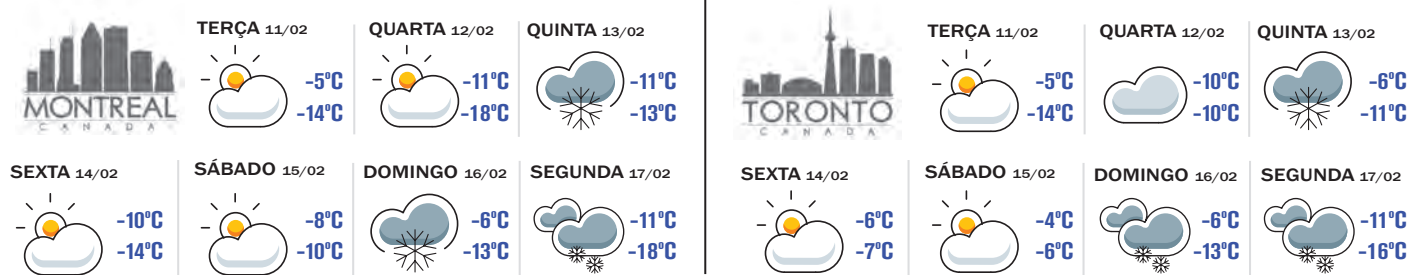 MONTREAL
CANADA
TERÇA 11/02
-5ºC
-14ºC
QUARTA 12/02
-11ºC
-18ºC
QUINTA 13/02
-11ºC
-13ºC
SEXTA 14/02
-10ºC
-14ºC
SÁBADO 15/02
-8ºC
-10ºC
DOMINGO 16/02
-6ºC
-13ºC
SEGUNDA 17/02
-11ºC
-18ºC
TORONTO
CANADA
TERÇA 11/02
-5ºC
-14ºC
QUARTA 12/02
-10ºC
-10ºC
QUINTA 13/02
-6ºC
-11ºC
SEXTA 14/02
-6ºC
-7ºC
SÁBADO 15/02
-4ºC
-6ºC
DOMINGO 16/02
-6ºC
-13ºC
SEGUNDA 17/02
-11ºC
-16ºC